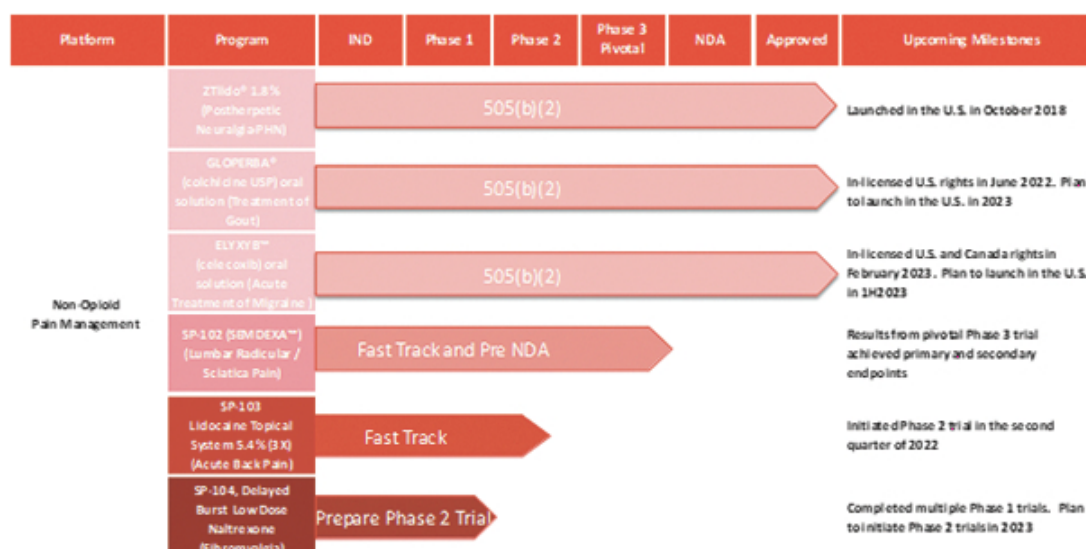 Platform
Program
IND
Phase 1
Phase 2
Phase 3
Pivotal
NDA
Approved
Upcoming Milestones
Non-Opioid
Pain Management
ZTlido® 1.8%
(Postherpetic
Neuralgia-PHN)
505(b)(2)
Launched in the U.S. in October 2018
GLOPERBA®
(colchicine USP) oral
solution (Treatment of
Gout)
505(b)(2)
In-licensed U.S. rights in June 2022. Plan
to launch in the U.S. in 2023
ELYXYB™
(celecoxib) oral
solution (Acute
Treatment of Migraine)
505(b)(2)
In-licensed U.S. and Canada rights in
February 2023. Plan to launch in the U.S.
in 1H2023
SP-102 (SEMDEXA™)
(Lumbar Radicular /
Sciatica Pain)
Fast Track and Pre NDA
Results from pivotal Phase 3 trial
achieved primary and secondary
endpoints
SP-103
Lidocaine Topical
System 5.4% (3X)
(Acute Back Pain)
Fast Track
Initiated Phase 2 trial in the second
quarter of 2022
SP-104, Delayed
Burst Low Dose
Naltrexone
(Fibromyalgia)
Prepare Phase 2 Trial
Completed multiple Phase 1 trials. Plan
to initiate Phase 2 trials in 2023